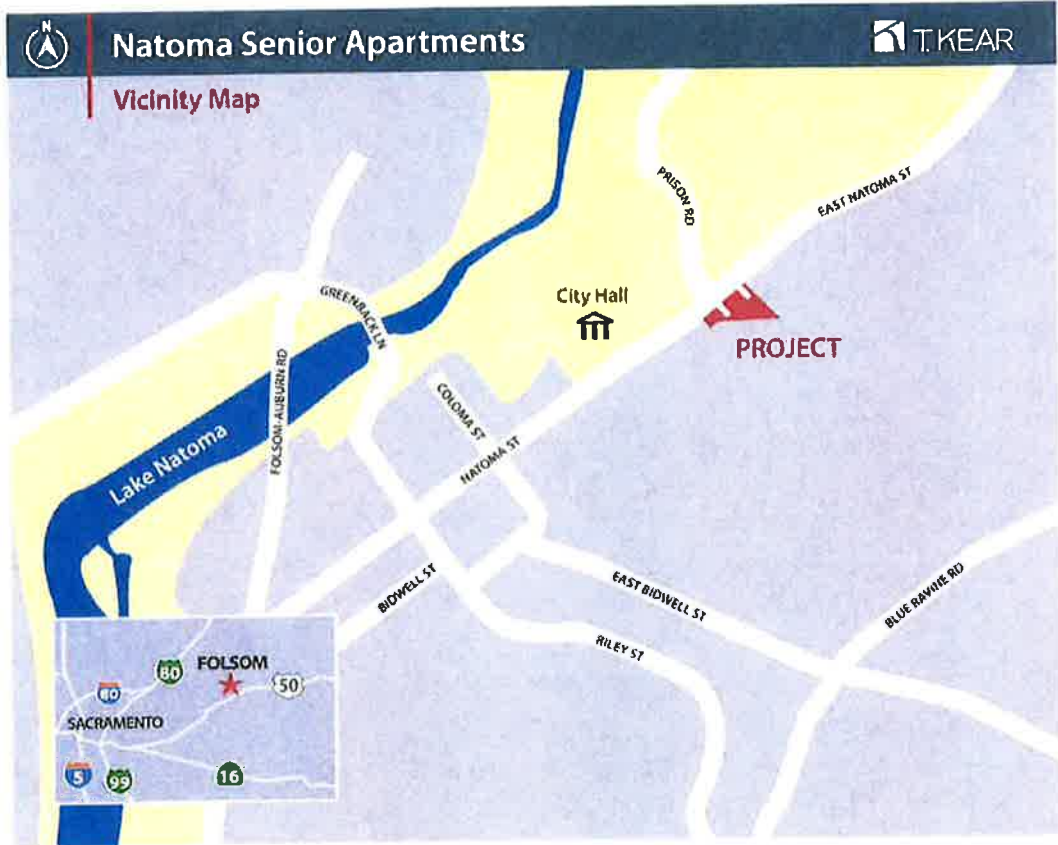 N
Natoma Senior Apartments
T. KEAR
Vicinity Map
PRISON RD
EAST NATOMA ST
GREENBACK LN
City Hall
PROJECT
FOLSOM-AUBURN RD
COLOMA ST
Lake Natoma
NATOMA ST
BIDWELL ST
EAST BIDWELL ST
BLUE RAVINE RD
RILEY ST
FOLSOM
80
80
50
SACRAMENTO
5
99
16